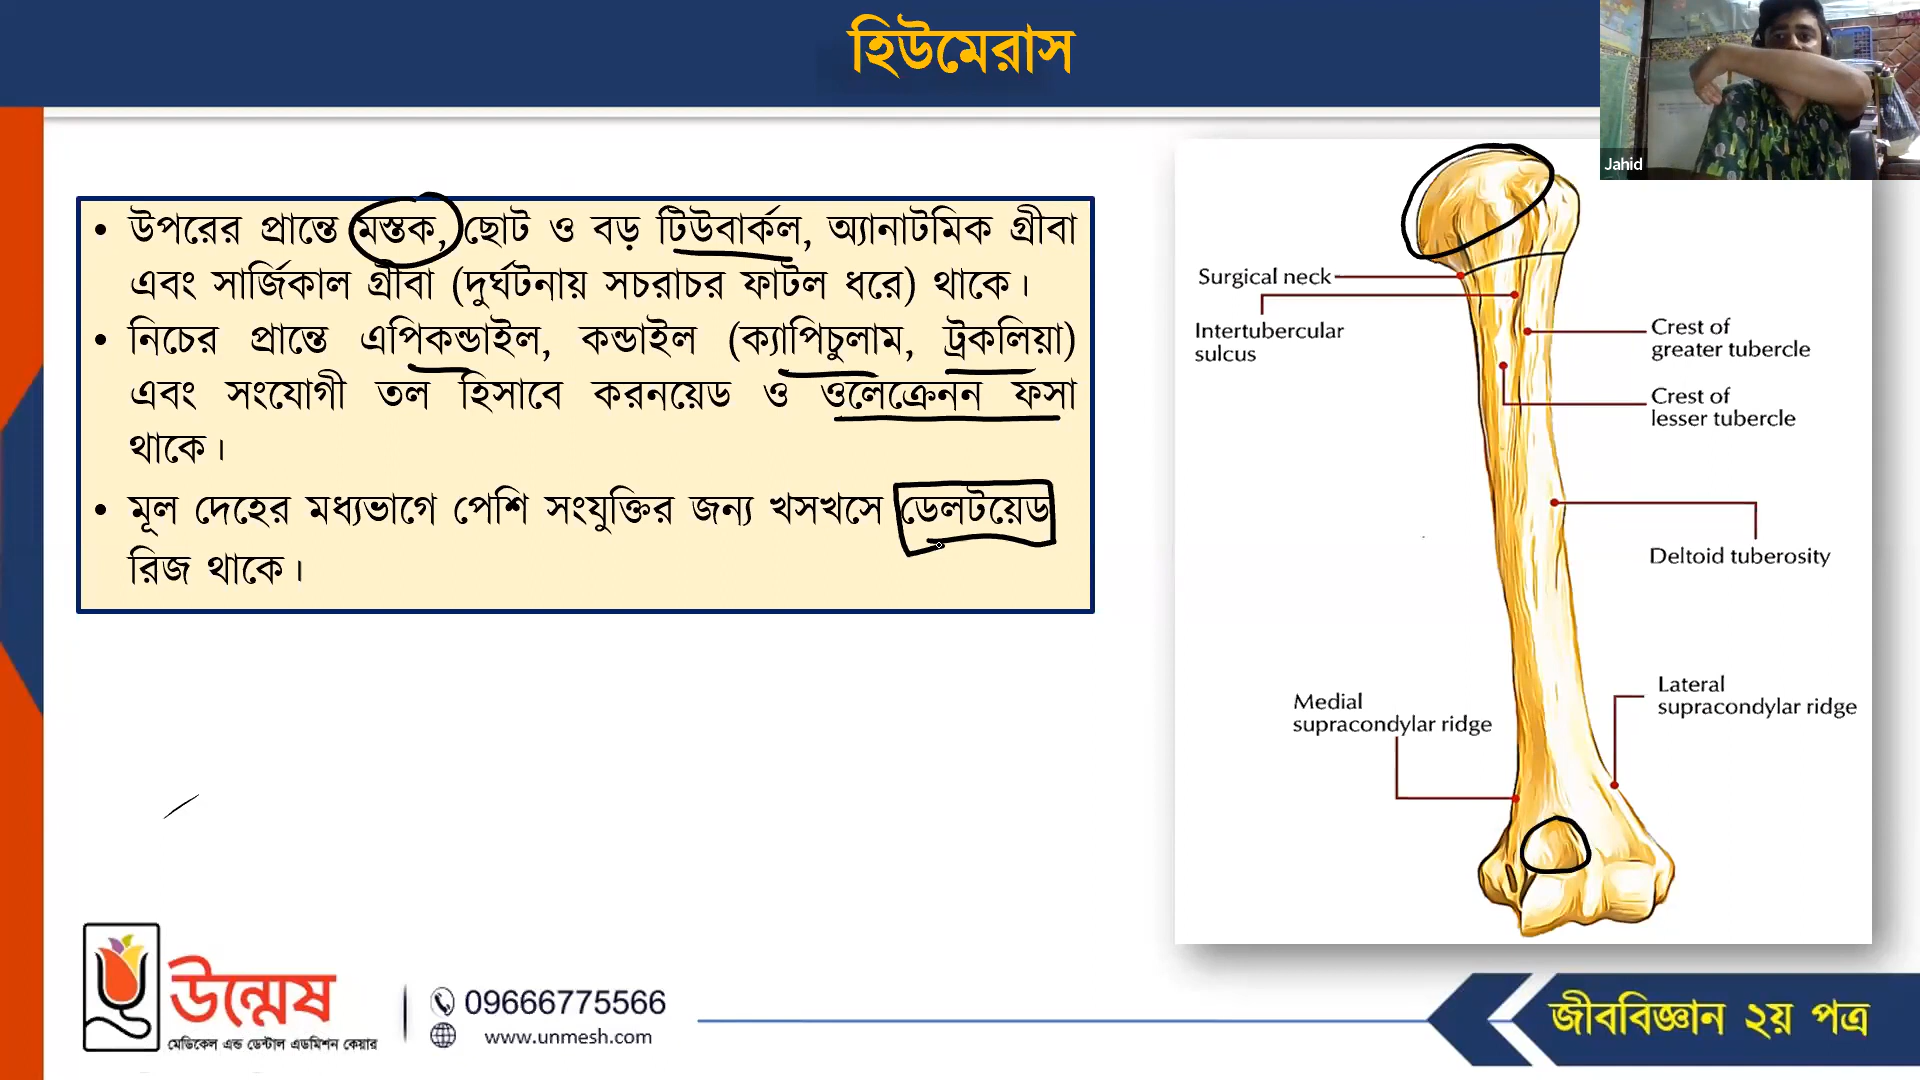 হিউমেরাস
Jahid
• উপরের প্রান্তে মস্তক, ছোট ও বড় টিউবার্কল, অ্যানাটমিক গ্রীবা
এবং সার্জিকাল গ্রীবা (দুর্ঘটনায় সচরাচর ফাটল ধরে) থাকে।
• নিচের প্রান্তে এপিকন্ডাইল, কন্ডাইল (ক্যাপিচুলাম, ট্রকলিয়া)
এবং সংযোগী তল হিসাবে করনয়েড ও ওলেক্রেনন ফসা
থাকে।
• মূল দেহের মধ্যভাগে পেশি সংযুক্তির জন্য খসখসে ডেলটয়েড
রিজ থাকে।
Surgical neck
Intertubercular
sulcus
Crest of
greater tubercle
Crest of
lesser tubercle
Deltoid tuberosity
Medial
supracondylar ridge
Lateral
supracondylar ridge
উন্মেষ
মেডিকেল এন্ড ডেন্টাল এডমিশন কেয়ার
09666775566
www.unmesh.com
জীববিজ্ঞান ২য় পত্র